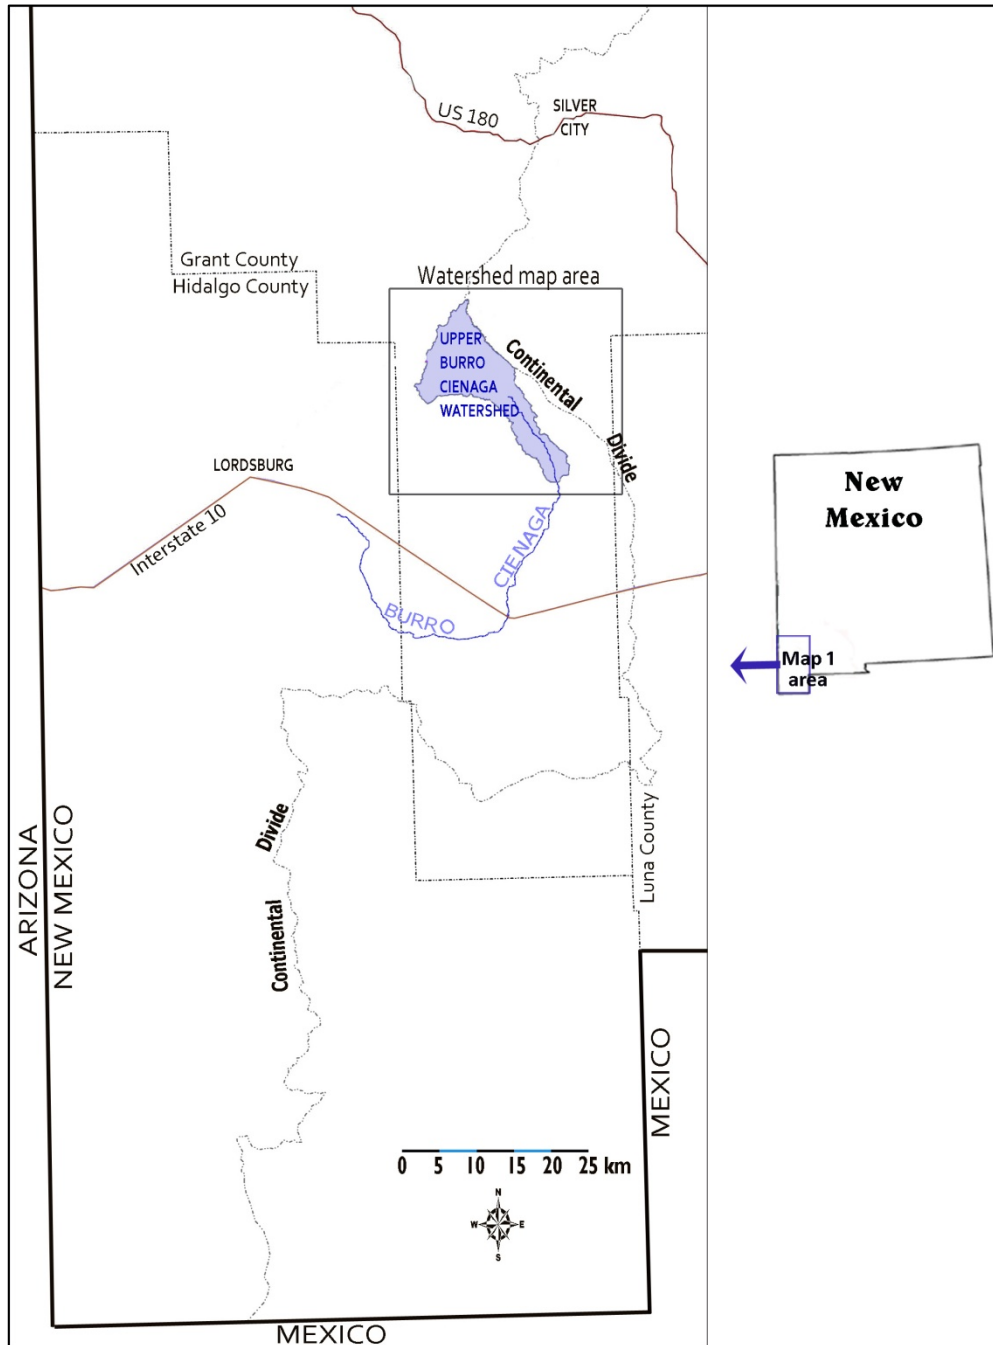 US 180
SILVER
CITY
Grant County
Hidalgo County
Watershed map area
UPPER
BURRO
CIENAGA
WATERSHED
Continental
Divide
LORDSBURG
Interstate 10
CIENAGA
BURRO
New
Mexico
Map 1
area
Divide
Continental
Luna County
ARIZONA
NEW MEXICO
MEXICO
0 5 10 15 20 25 km
N
W E
S
MEXICO